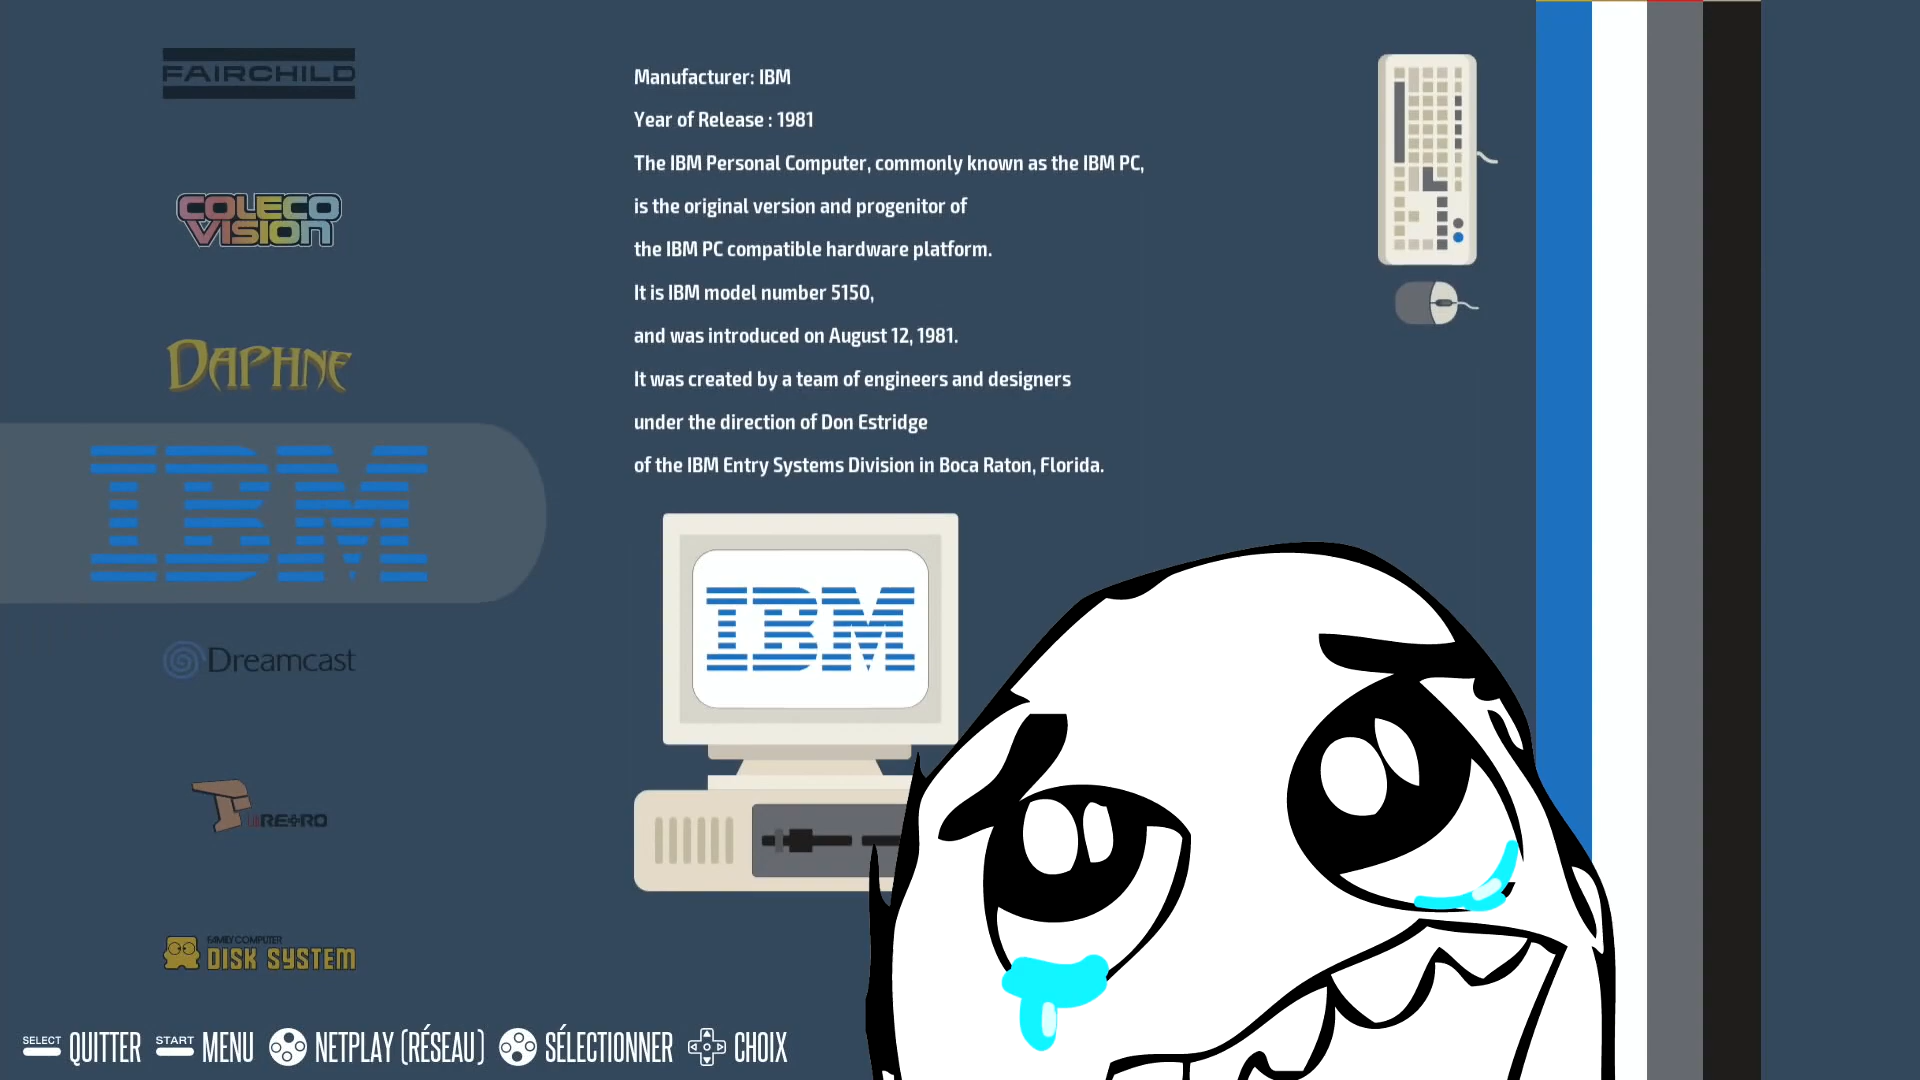 FAIRCHILD
COLECO
VISION
DAPHNE
IBM
Dreamcast
RETRO
FAMILY COMPUTER
DISK SYSTEM
Manufacturer: IBM
Year of Release : 1981
The IBM Personal Computer, commonly known as the IBM PC,
is the original version and progenitor of
the IBM PC compatible hardware platform.
It is IBM model number 5150,
and was introduced on August 12, 1981.
It was created by a team of engineers and designers
under the direction of Don Estridge
of the IBM Entry Systems Division in Boca Raton, Florida.
IBM
SELECT QUITTER START MENU NETPLAY (RÉSEAU) SÉLECTIONNER CHOIX